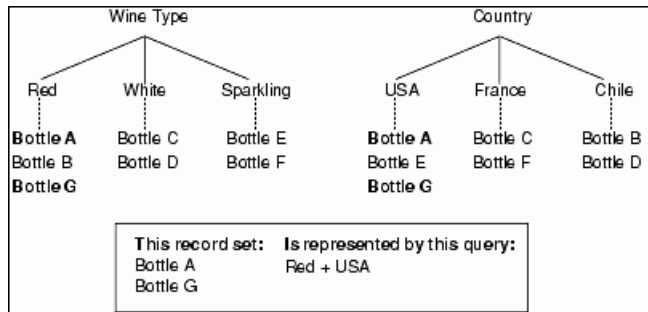 Wine Type Country
Red White Sparkling USA France Chile
Bottle A Bottle C Bottle E Bottle A Bottle C Bottle B
Bottle B Bottle D Bottle F Bottle E Bottle F Bottle D
Bottle G Bottle G
This record set: Is represented by this query:
Bottle A Red + USA
Bottle G